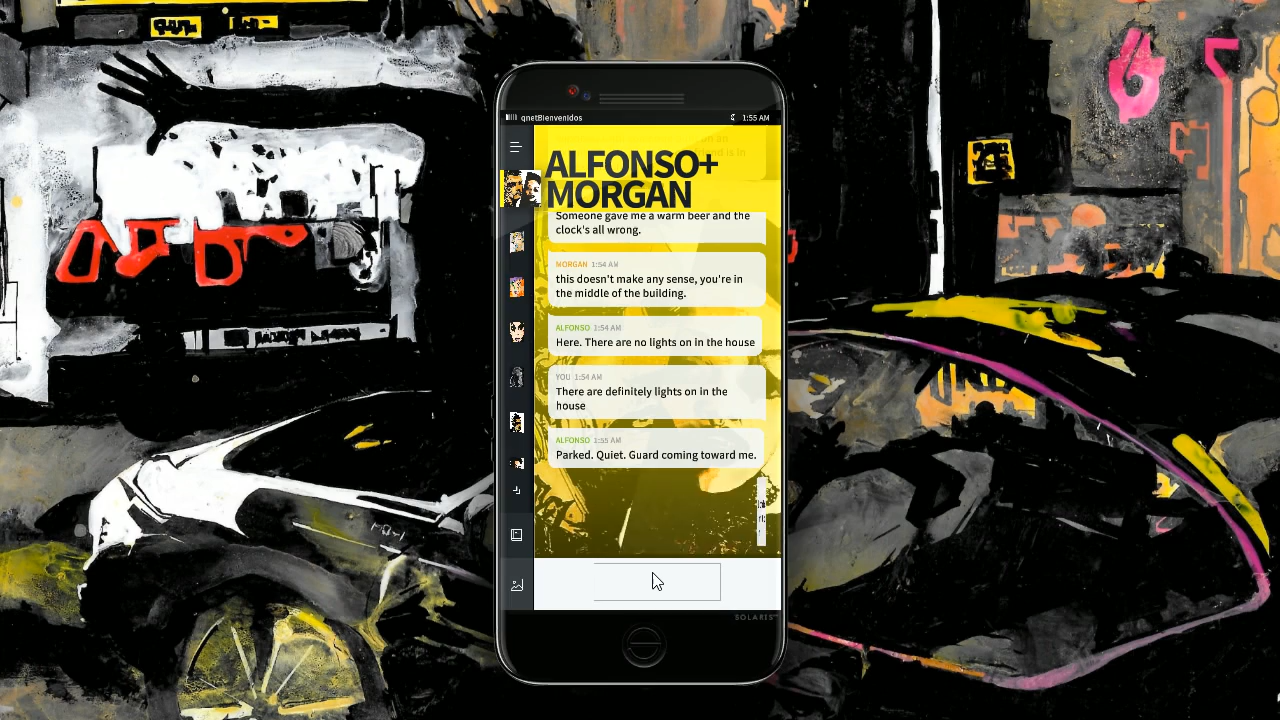 qnetBienvenidos
1:55 AM
ALFONSO+
MORGAN
Someone gave me a warm beer and the
clock's all wrong.
MORGAN 1:54 AM
this doesn't make any sense, you're in
the middle of the building.
ALFONSO 1:54 AM
Here. There are no lights on in the house
YOU 1:54 AM
There are definitely lights on in the
house
ALFONSO 1:55 AM
Parked. Quiet. Guard coming toward me.
SOLARIS
6